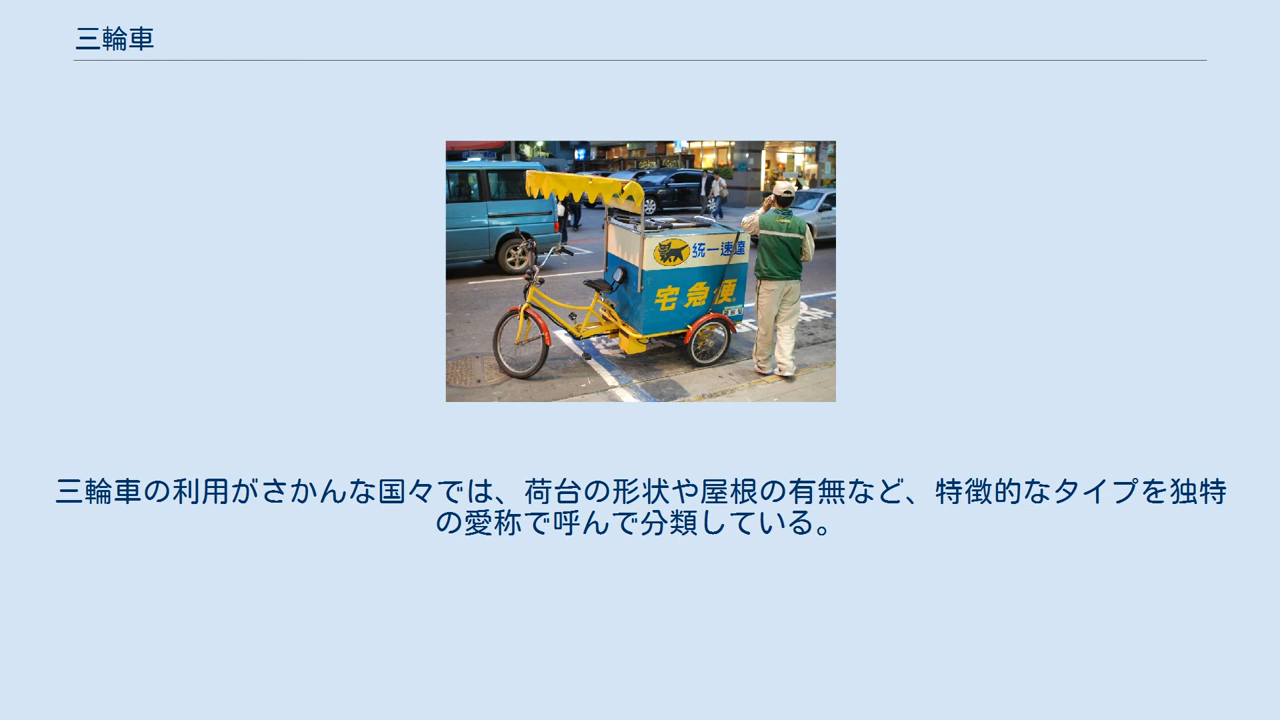 三輪車
統一速達
宅急便
三輪車の利用がさかんな国々では、荷台の形状や屋根の有無など、特徴的なタイプを独特
の愛称で呼んで分類している。